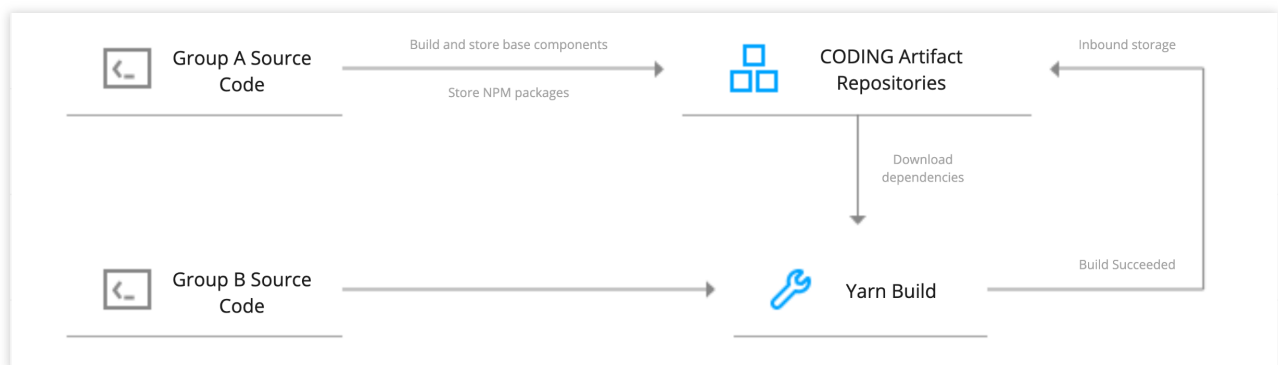 Group A Source
Code
Build and store base components
Store NPM packages
CODING Artifact
Repositories
Inbound storage
Download
dependencies
Group B Source
Code
Yarn Build
Build Succeeded